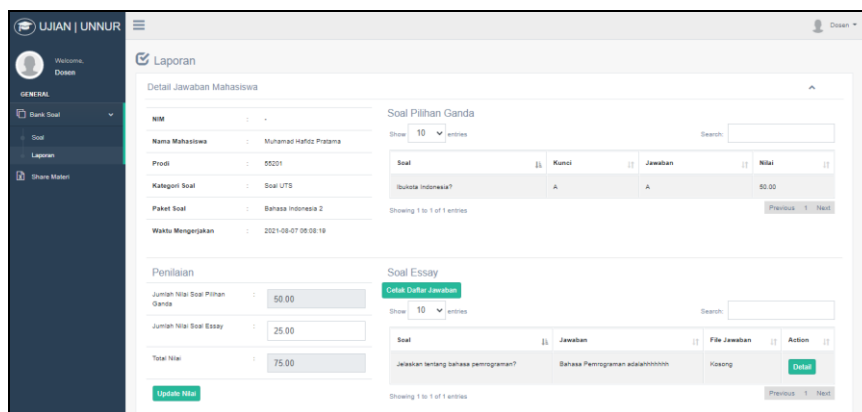 UJIAN | UNNUR
Dosen
Welcome,
Dosen
GENERAL
Bank Soal
Soal
Laporan
Share Materi
Laporan
Detail Jawaban Mahasiswa
NIM : -
Nama Mahasiswa : Muhamad Hafidz Pratama
Prodi : 55201
Kategori Soal : Soal UTS
Paket Soal : Bahasa Indonesia 2
Waktu Mengerjakan : 2021-08-07 06:08:18
Soal Pilihan Ganda
Show 10 entries Search:
Soal Kunci Jawaban Nilai
Ibukota Indonesia? A A 50.00
Showing 1 to 1 of 1 entries Previous 1 Next
Penilaian
Jumlah Nilai Soal Pilihan
Ganda : 50.00
Jumlah Nilai Soal Essay : 25.00
Total Nilai : 75.00
Update Nilai
Soal Essay
Cetak Daftar Jawaban
Show 10 entries Search:
Soal Jawaban File Jawaban Action
Jelaskan tentang bahasa pemrograman? Bahasa Pemrograman adalahhhhhhh Kosong Detail
Showing 1 to 1 of 1 entries Previous 1 Next